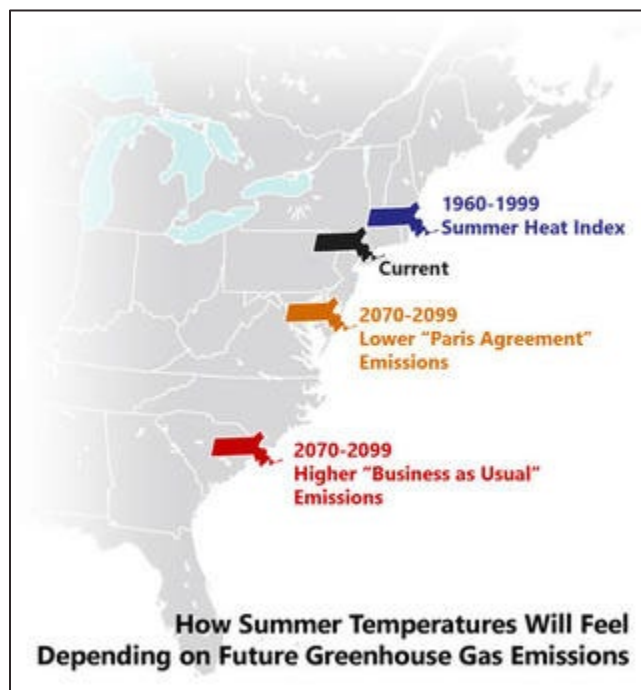 1960-1999
Summer Heat Index
Current
2070-2099
Lower “Paris Agreement”
Emissions
2070-2099
Higher “Business as Usual”
Emissions
How Summer Temperatures Will Feel
Depending on Future Greenhouse Gas Emissions